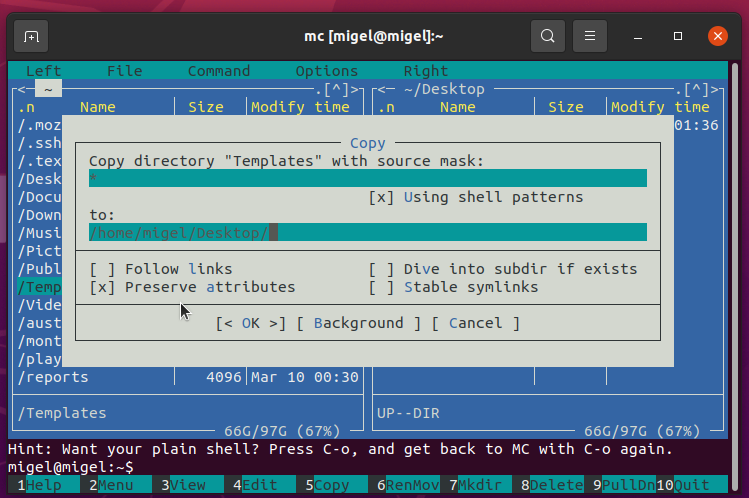 mc [migel@migel]:~
Left File Command Options Right
<─ ~ .[^]> <─ ~/Desktop .[^]>
.n Name Size Modify time .n Name Size Modify time
/.moz 01:36
/.ssh
/.tex
/Desk
/Docu
/Down
/Musi
/Pict
/Publ
/Temp
/Vide
/aust
/mont
/play
/reports 4096 Mar 10 00:30
Copy
Copy directory "Templates" with source mask:
*
[x] Using shell patterns
to:
/home/migel/Desktop/
[ ] Follow links [ ] Dive into subdir if exists
[x] Preserve attributes [ ] Stable symlinks
[< OK >] [ Background ] [ Cancel ]
/Templates UP--DIR
66G/97G (67%) 66G/97G (67%)
Hint: Want your plain shell? Press C-o, and get back to MC with C-o again.
migel@migel:~$
1Help 2Menu 3View 4Edit 5Copy 6RenMov 7Mkdir 8Delete 9PullDn 10Quit